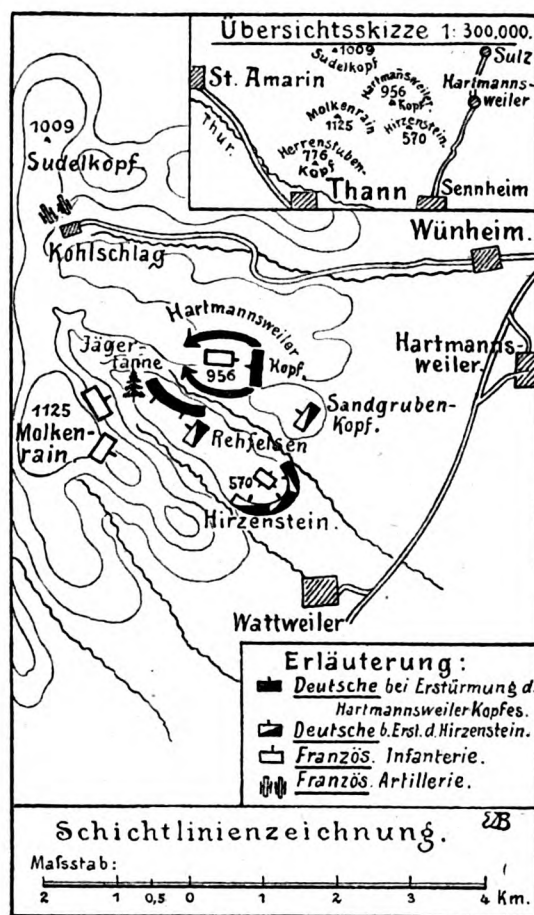 Übersichtsskizze 1:300,000.
1009
Sudelkopf
Sulz
St. Amarin
Hartmannsweiler-
956
Kopf
Hartmanns-
weiler
Molkenrain
1125
Hirzenstein.
570
Thur.
Herrenstuben-
776
Kopf
Thann
Sennheim
1009
Sudelkopf
Kohlschlag
Wünheim.
Hartmannsweiler
Kopf.
956
Jäger-
tanne
Hartmanns-
weiler.
1125
Molken-
rain.
Sandgruben-
Kopf.
Rehfelsen
570
Hirzenstein.
Wattweiler
Erläuterung:
Deutsche bei Erstürmung d.
Hartmannsweiler Kopfes.
Deutsche b. Erst. d. Hirzenstein.
Französ. Infanterie.
Französ. Artillerie.
Schichtlinienzeichnung.
Maſsstab:
2 1 0,5 0 1 2 3 4 Km.